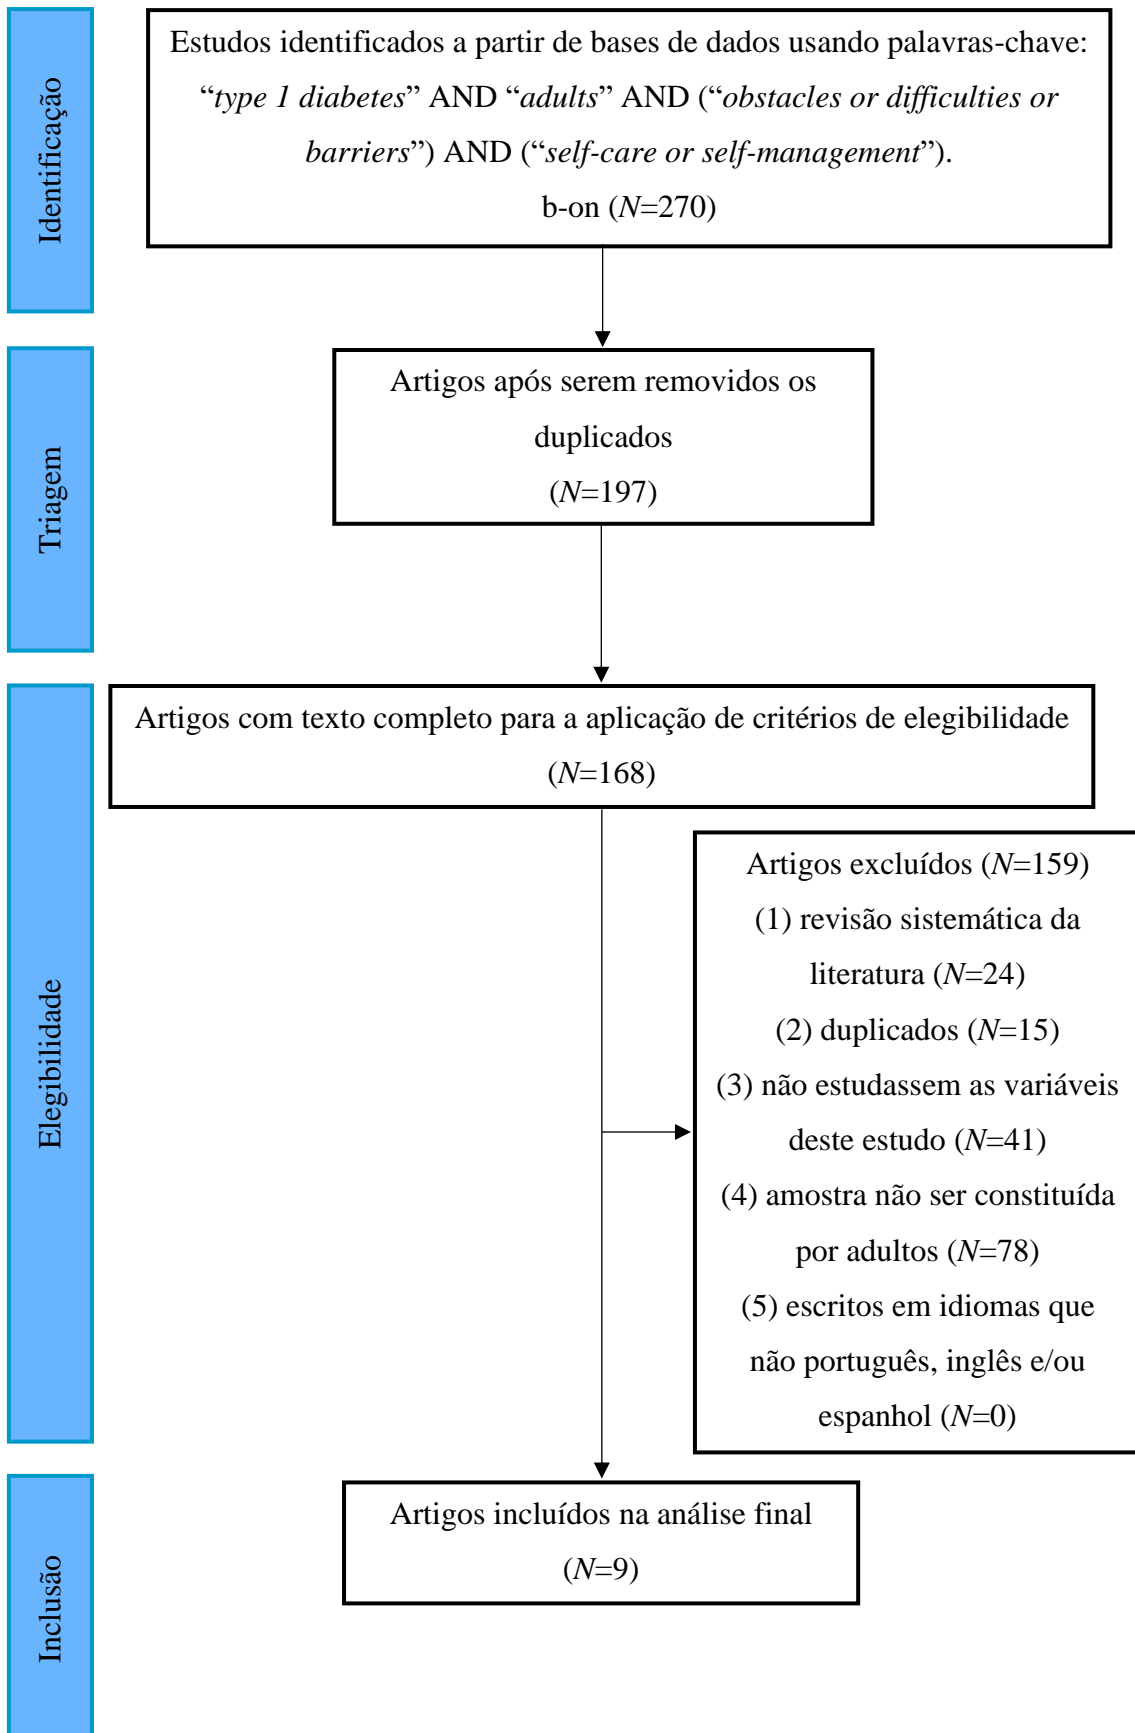 Identificação
Estudos identificados a partir de bases de dados usando palavras-chave:
“type 1 diabetes” AND “adults” AND (“obstacles or difficulties or
barriers”) AND (“self-care or self-management”).
b-on (N=270)
Triagem
Artigos após serem removidos os
duplicados
(N=197)
Elegibilidade
Artigos com texto completo para a aplicação de critérios de elegibilidade
(N=168)
Artigos excluídos (N=159)
(1) revisão sistemática da
literatura (N=24)
(2) duplicados (N=15)
(3) não estudassem as variáveis
deste estudo (N=41)
(4) amostra não ser constituída
por adultos (N=78)
(5) escritos em idiomas que
não português, inglês e/ou
espanhol (N=0)
Inclusão
Artigos incluídos na análise final
(N=9)